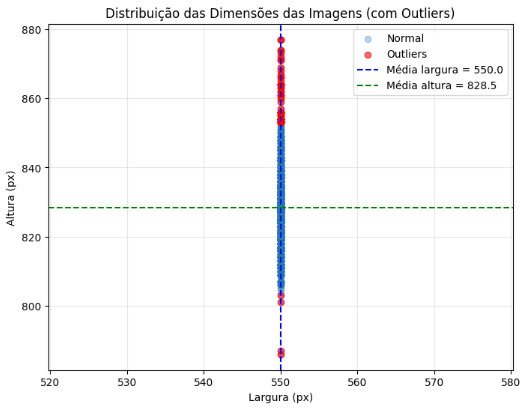 Distribuição das Dimensões das Imagens (com Outliers)
Normal
Outliers
Média largura = 550.0
Média altura = 828.5
Altura (px)
880
860
840
820
800
520 530 540 550 560 570 580
Largura (px)